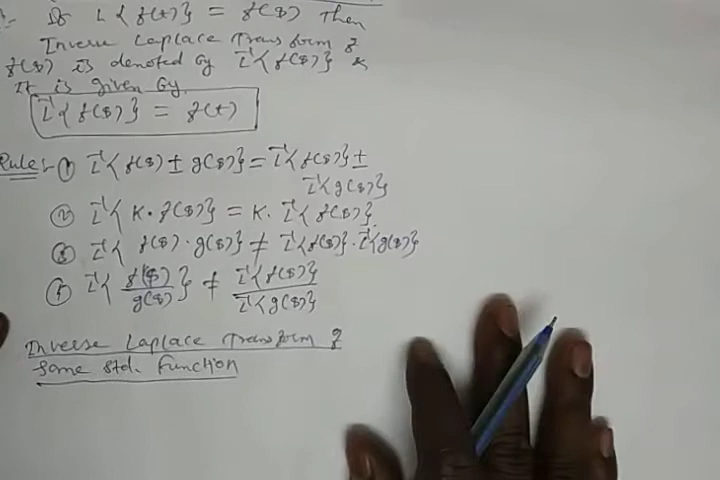 If L{f(t)} = f(s) then
Inverse Laplace Transform of
f(s) is denoted by L⁻¹{f(s)} &
It is given by
L⁻¹{f(s)} = f(t)
Rules:- ① L⁻¹{f(s) ± g(s)} = L⁻¹{f(s)} ±
L⁻¹{g(s)}
② L⁻¹{K·f(s)} = K·L⁻¹{f(s)}.
③ L⁻¹{f(s)·g(s)} ≠ L⁻¹{f(s)}·L⁻¹{g(s)}
④ L⁻¹{f(s)/g(s)} ≠ L⁻¹{f(s)}/L⁻¹{g(s)}
Inverse Laplace Transform of
some std. function